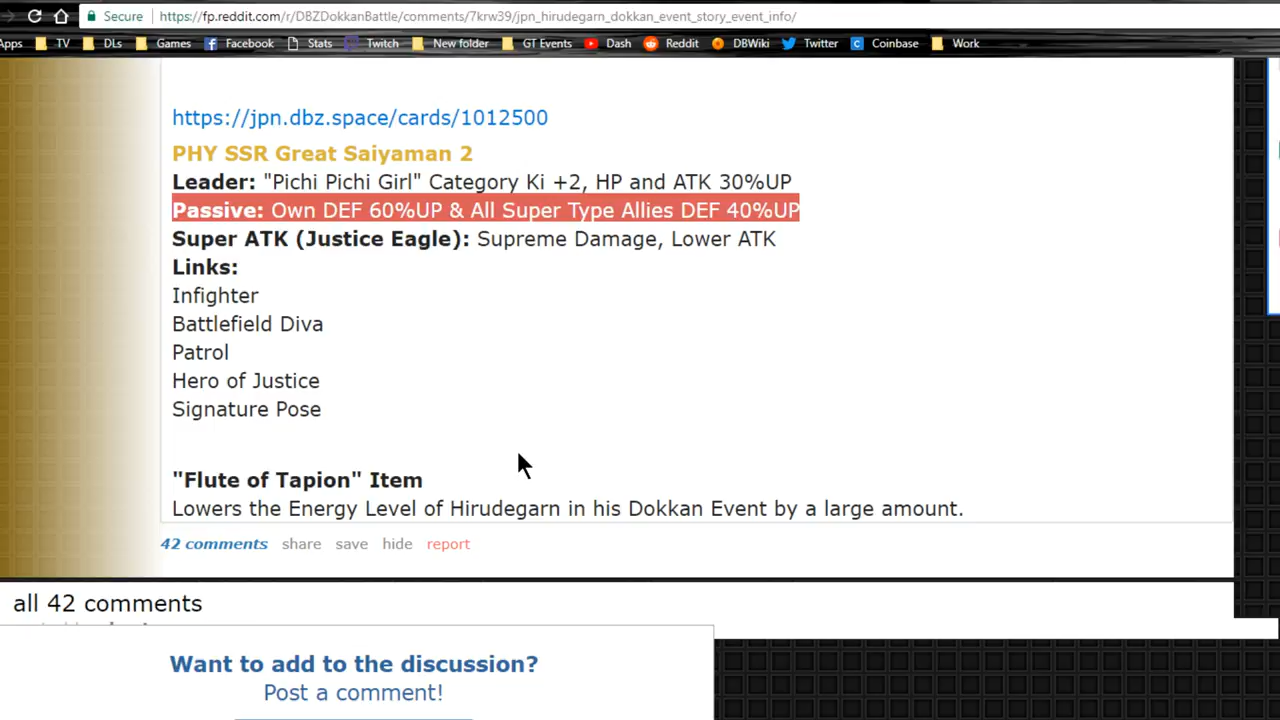 Secure https://fp.reddit.com/r/DBZDokkanBattle/comments/7krw39/jpn_hirudegarn_dokkan_event_story_event_info/
Apps TV DLs Games Facebook Stats Twitch New folder GT Events Dash Reddit DBWiki Twitter Coinbase Work
https://jpn.dbz.space/cards/1012500
PHY SSR Great Saiyaman 2
Leader: "Pichi Pichi Girl" Category Ki +2, HP and ATK 30%UP
Passive: Own DEF 60%UP & All Super Type Allies DEF 40%UP
Super ATK (Justice Eagle): Supreme Damage, Lower ATK
Links:
Infighter
Battlefield Diva
Patrol
Hero of Justice
Signature Pose
"Flute of Tapion" Item
Lowers the Energy Level of Hirudegarn in his Dokkan Event by a large amount.
42 comments share save hide report
all 42 comments
Want to add to the discussion?
Post a comment!